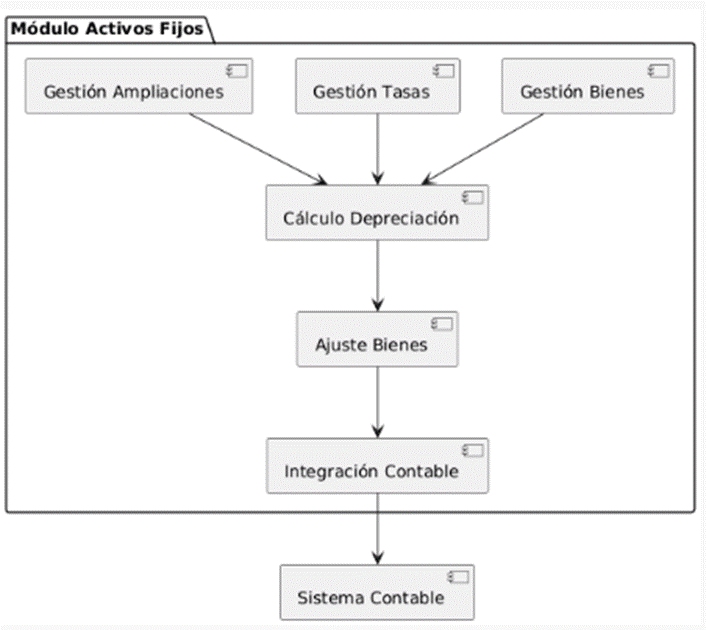 Módulo Activos Fijos
Gestión Ampliaciones
Gestión Tasas
Gestión Bienes
Cálculo Depreciación
Ajuste Bienes
Integración Contable
Sistema Contable